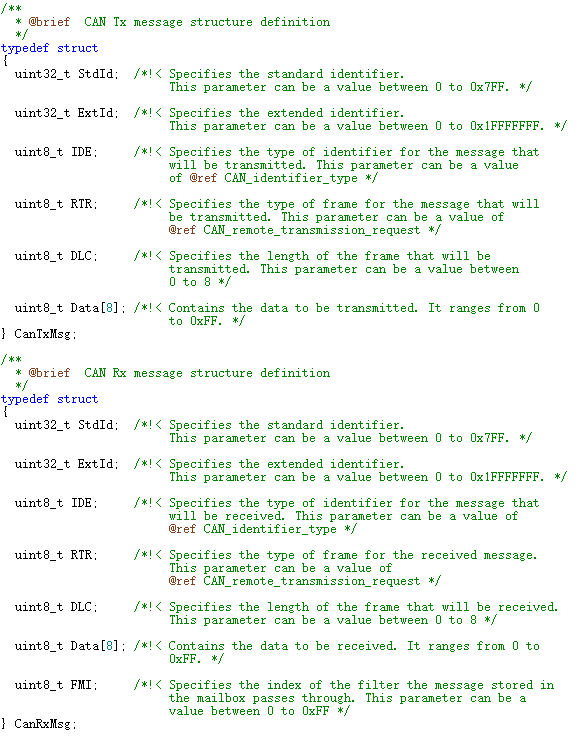 /**
  * @brief  CAN Tx message structure definition
  */
typedef struct
{
  uint32_t StdId;  /*!< Specifies the standard identifier.
                        This parameter can be a value between 0 to 0x7FF. */

  uint32_t ExtId;  /*!< Specifies the extended identifier.
                        This parameter can be a value between 0 to 0x1FFFFFFF. */

  uint8_t IDE;     /*!< Specifies the type of identifier for the message that
                        will be transmitted. This parameter can be a value
                        of @ref CAN_identifier_type */

  uint8_t RTR;     /*!< Specifies the type of frame for the message that will
                        be transmitted. This parameter can be a value of
                        @ref CAN_remote_transmission_request */

  uint8_t DLC;     /*!< Specifies the length of the frame that will be
                        transmitted. This parameter can be a value between
                        0 to 8 */

  uint8_t Data[8]; /*!< Contains the data to be transmitted. It ranges from 0
                        to 0xFF. */
} CanTxMsg;

/**
  * @brief  CAN Rx message structure definition
  */
typedef struct
{
  uint32_t StdId;  /*!< Specifies the standard identifier.
                        This parameter can be a value between 0 to 0x7FF. */

  uint32_t ExtId;  /*!< Specifies the extended identifier.
                        This parameter can be a value between 0 to 0x1FFFFFFF. */

  uint8_t IDE;     /*!< Specifies the type of identifier for the message that
                        will be received. This parameter can be a value of
                        @ref CAN_identifier_type */

  uint8_t RTR;     /*!< Specifies the type of frame for the received message.
                        This parameter can be a value of
                        @ref CAN_remote_transmission_request */

  uint8_t DLC;     /*!< Specifies the length of the frame that will be received.
                        This parameter can be a value between 0 to 8 */

  uint8_t Data[8]; /*!< Contains the data to be received. It ranges from 0 to
                        0xFF. */

  uint8_t FMI;     /*!< Specifies the index of the filter the message stored in
                        the mailbox passes through. This parameter can be a
                        value between 0 to 0xFF */
} CanRxMsg;